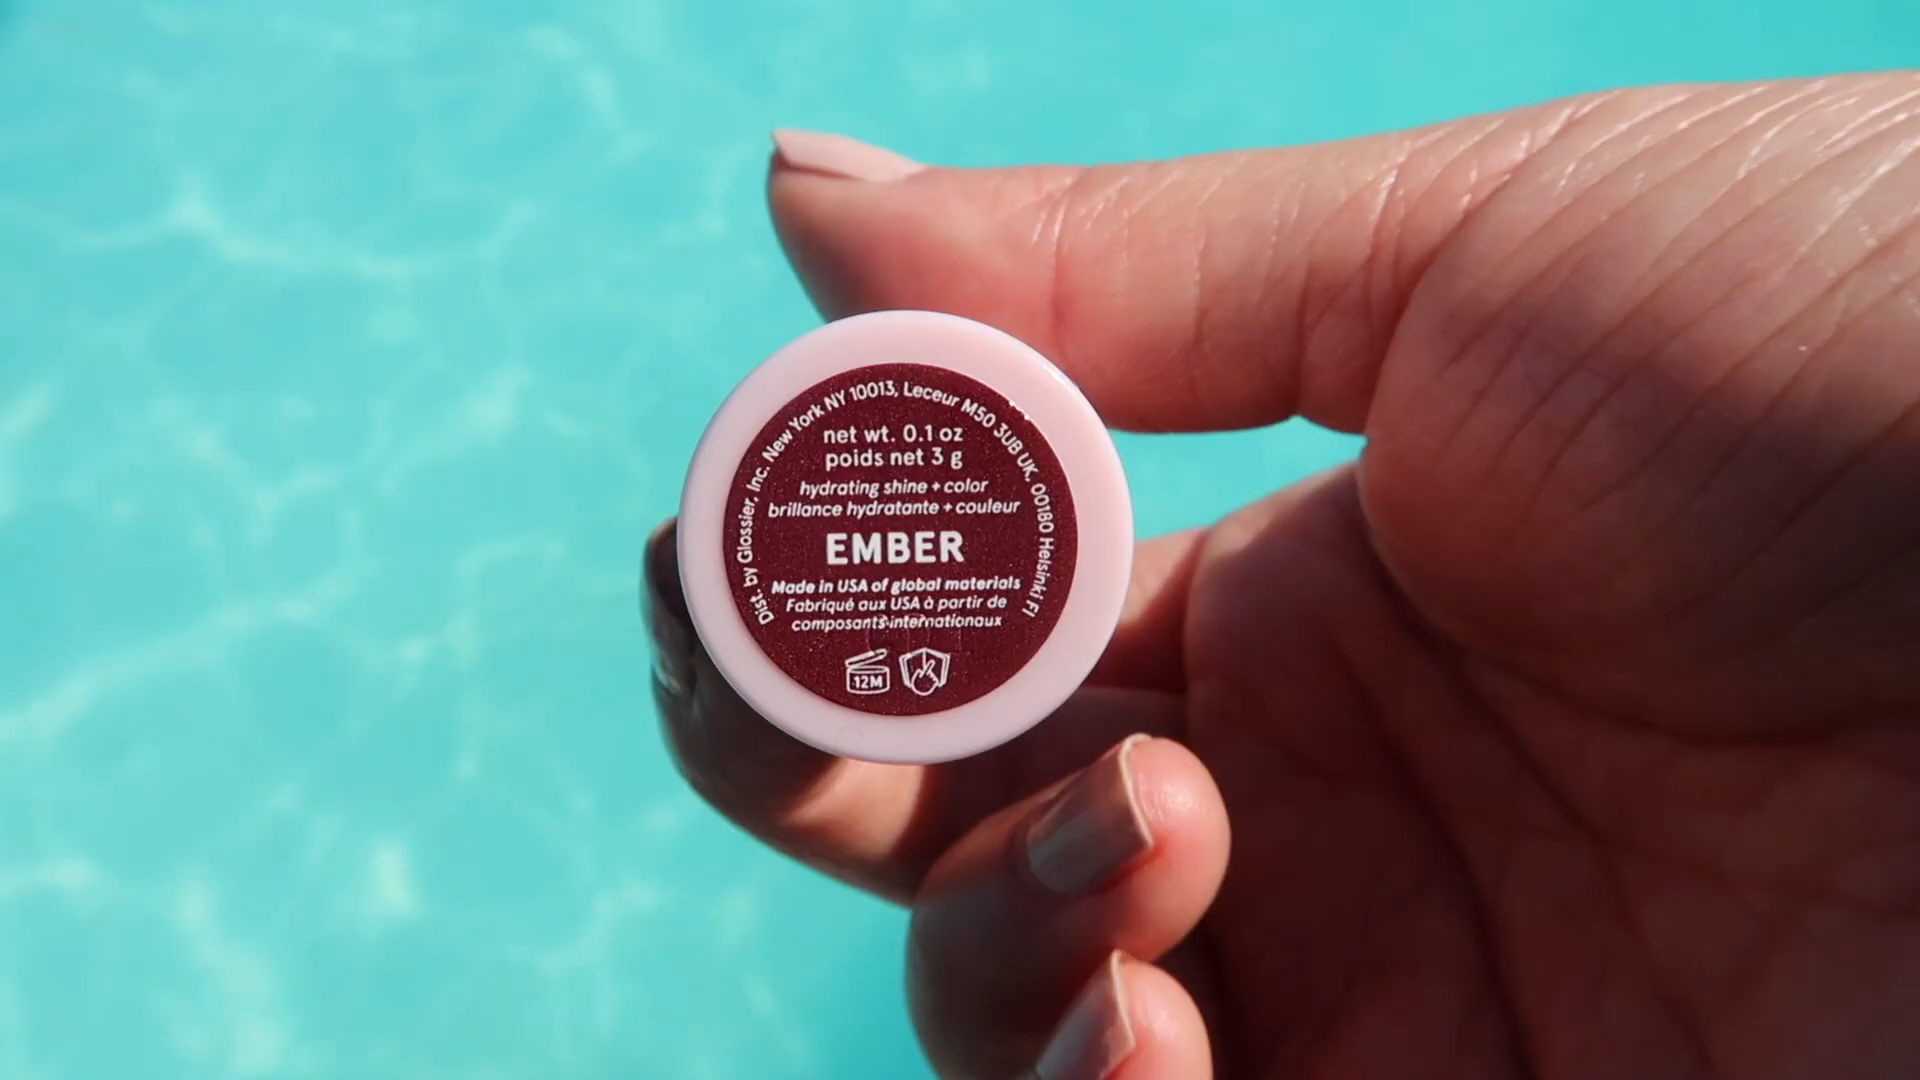 Dist. by Glossier, Inc. New York NY 10013, Leceur M50 3UB UK, 00180 Helsinki FI
net wt. 0.1 oz
poids net 3 g
hydrating shine + color
brillance hydratante + couleur
EMBER
Made in USA of global materials
Fabriqué aux USA à partir de
composants internationaux
12M